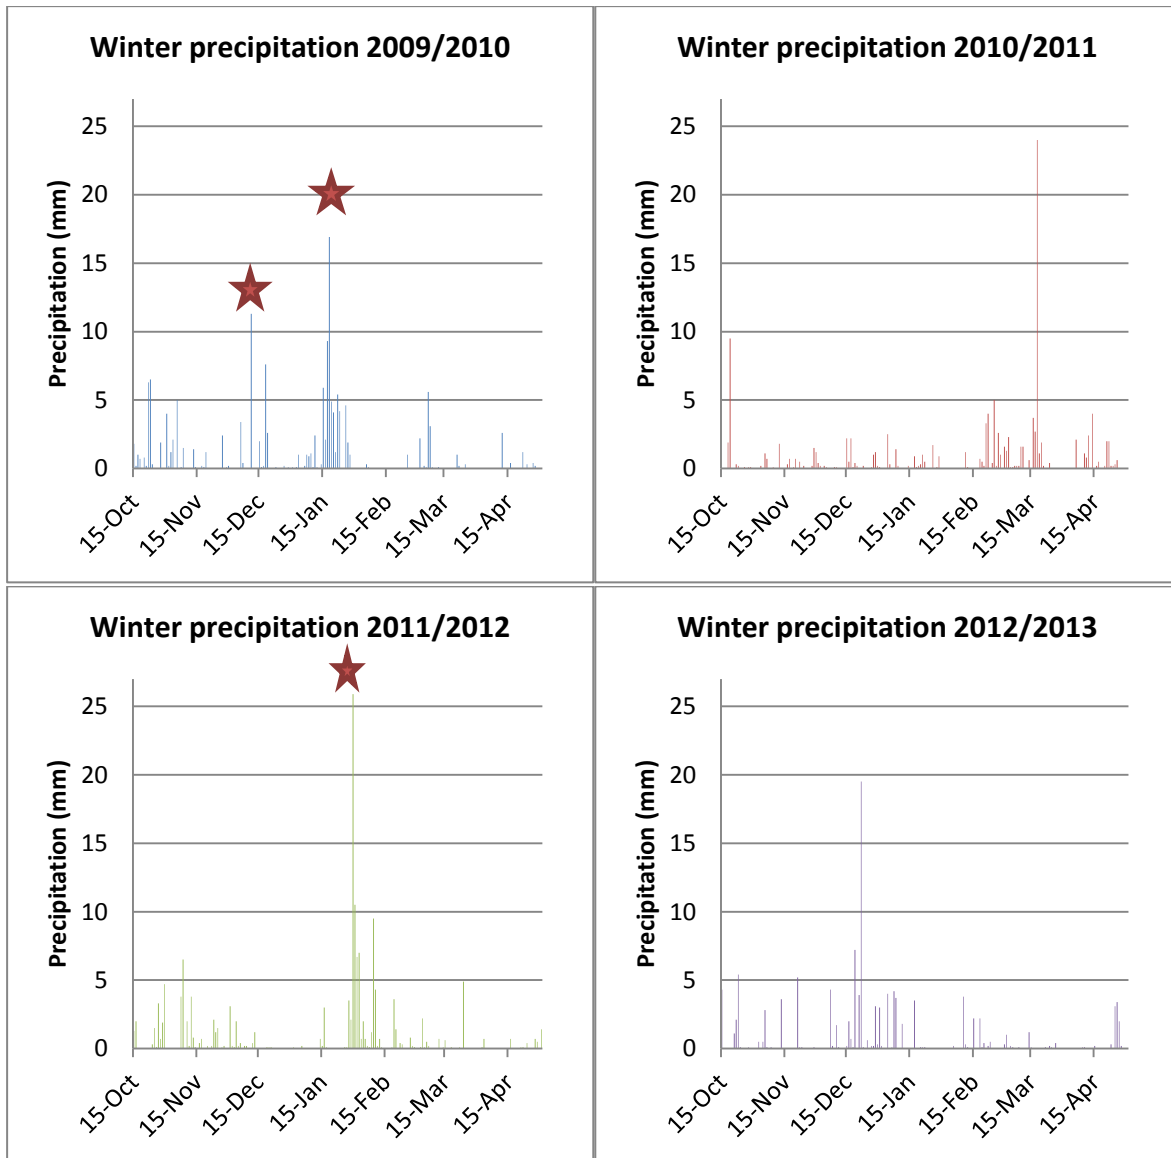 Winter precipitation 2009/2010
Precipitation (mm)
25
20
15
10
5
0
15-Oct
15-Nov
15-Dec
15-Jan
15-Feb
15-Mar
15-Apr
Winter precipitation 2010/2011
Precipitation (mm)
25
20
15
10
5
0
15-Oct
15-Nov
15-Dec
15-Jan
15-Feb
15-Mar
15-Apr
Winter precipitation 2011/2012
Precipitation (mm)
25
20
15
10
5
0
15-Oct
15-Nov
15-Dec
15-Jan
15-Feb
15-Mar
15-Apr
Winter precipitation 2012/2013
Precipitation (mm)
25
20
15
10
5
0
15-Oct
15-Nov
15-Dec
15-Jan
15-Feb
15-Mar
15-Apr